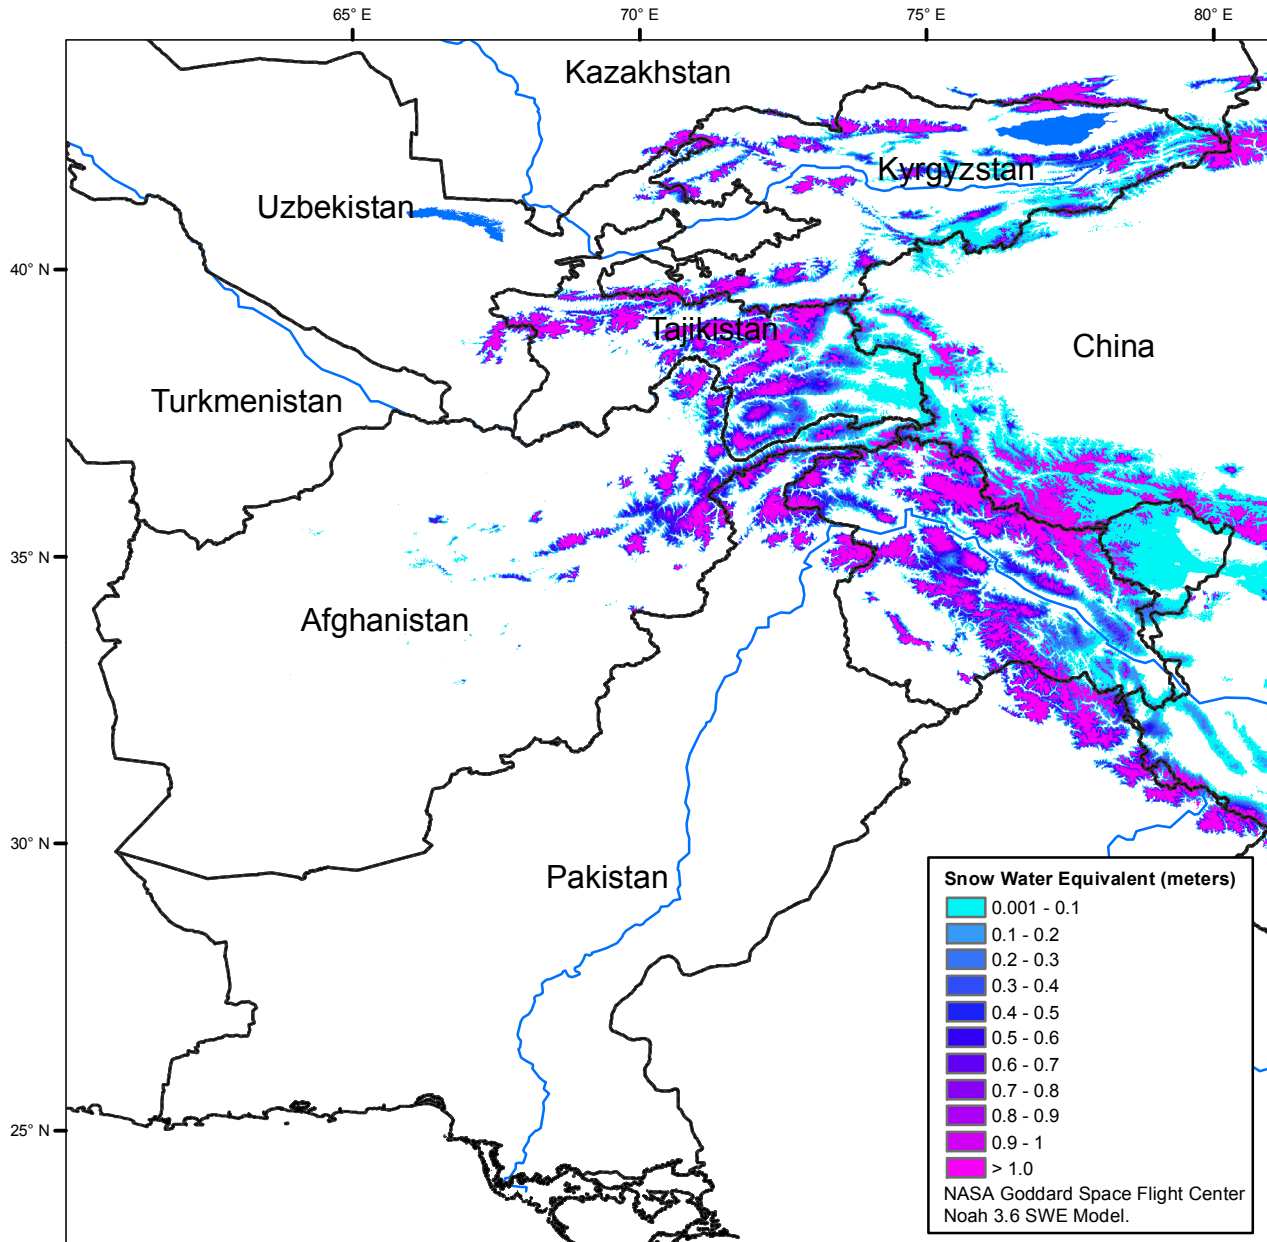 65° E
70° E
75° E
80° E
Kazakhstan
Kyrgyzstan
Uzbekistan
40° N
Tajikistan
China
Turkmenistan
35° N
Afghanistan
30° N
Pakistan
25° N
Snow Water Equivalent (meters)
0.001 - 0.1
0.1 - 0.2
0.2 - 0.3
0.3 - 0.4
0.4 - 0.5
0.5 - 0.6
0.6 - 0.7
0.7 - 0.8
0.8 - 0.9
0.9 - 1
> 1.0
NASA Goddard Space Flight Center
Noah 3.6 SWE Model.